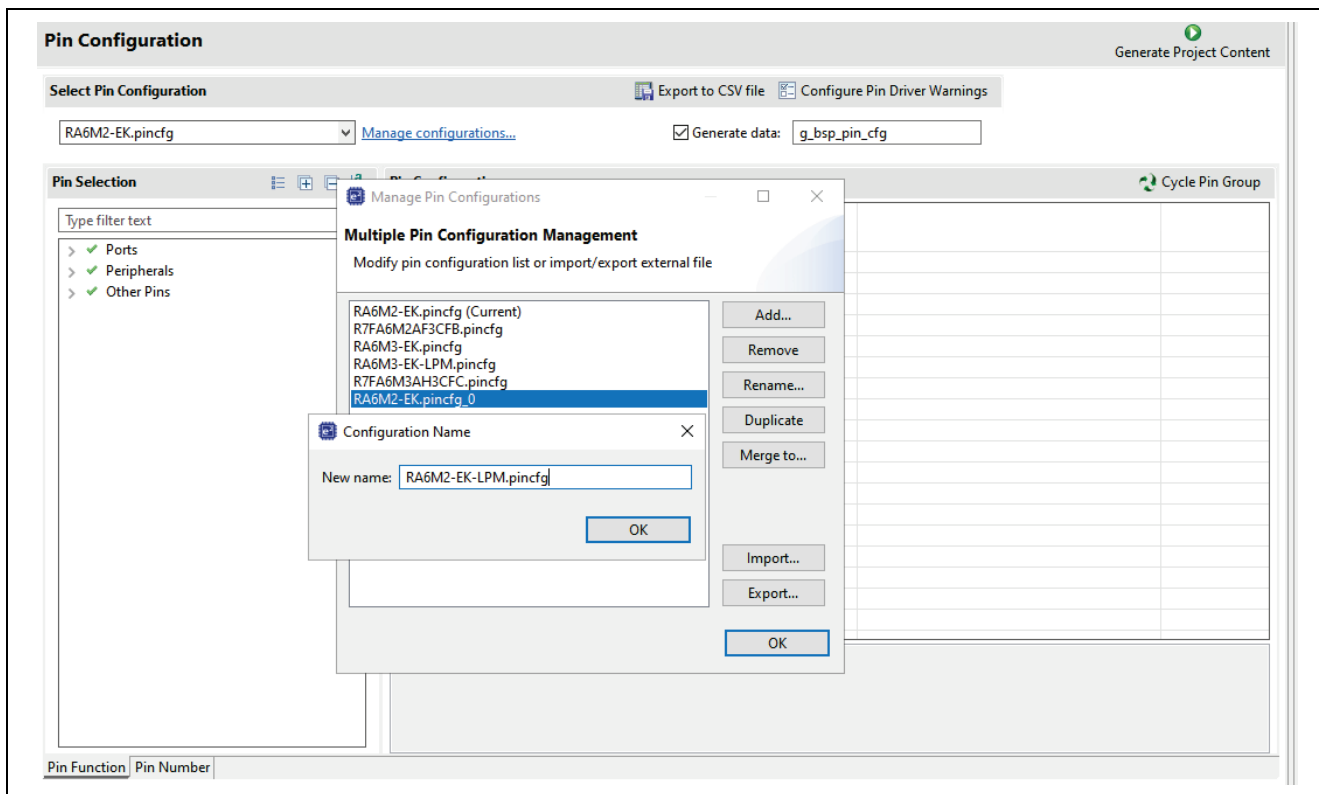 Pin Configuration
Generate Project Content
Select Pin Configuration
Export to CSV file
Configure Pin Driver Warnings
RA6M2-EK.pincfg
Manage configurations...
Generate data:
g_bsp_pin_cfg
Pin Selection
Cycle Pin Group
Type filter text
Ports
Peripherals
Other Pins
Manage Pin Configurations
Multiple Pin Configuration Management
Modify pin configuration list or import/export external file
RA6M2-EK.pincfg (Current)
R7FA6M2AF3CFB.pincfg
RA6M3-EK.pincfg
RA6M3-EK-LPM.pincfg
R7FA6M3AH3CFC.pincfg
RA6M2-EK.pincfg_0
Add...
Remove
Rename...
Duplicate
Merge to...
Import...
Export...
OK
Configuration Name
New name:
RA6M2-EK-LPM.pincfg
OK
Pin Function
Pin Number